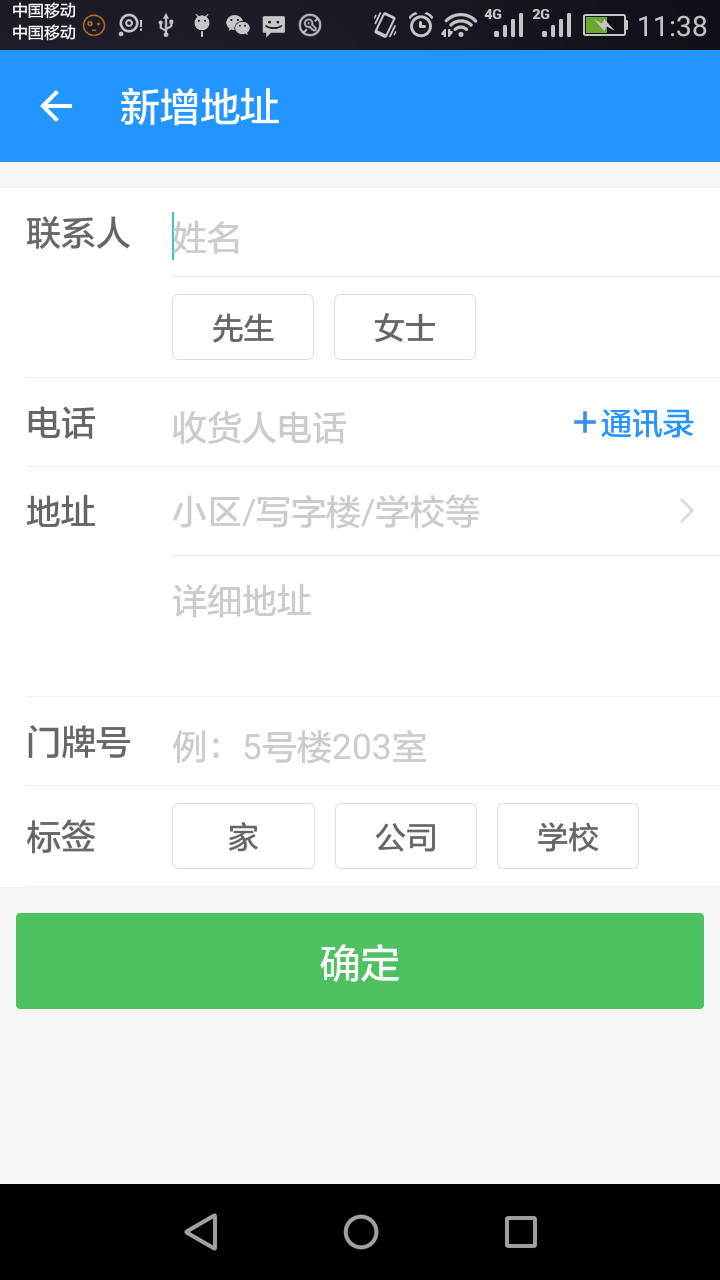 中国移动
中国移动
4G 2G 11:38
新增地址
联系人 姓名
先生 女士
电话 收货人电话 +通讯录
地址 小区/写字楼/学校等
详细地址
门牌号 例：5号楼203室
标签 家 公司 学校
确定